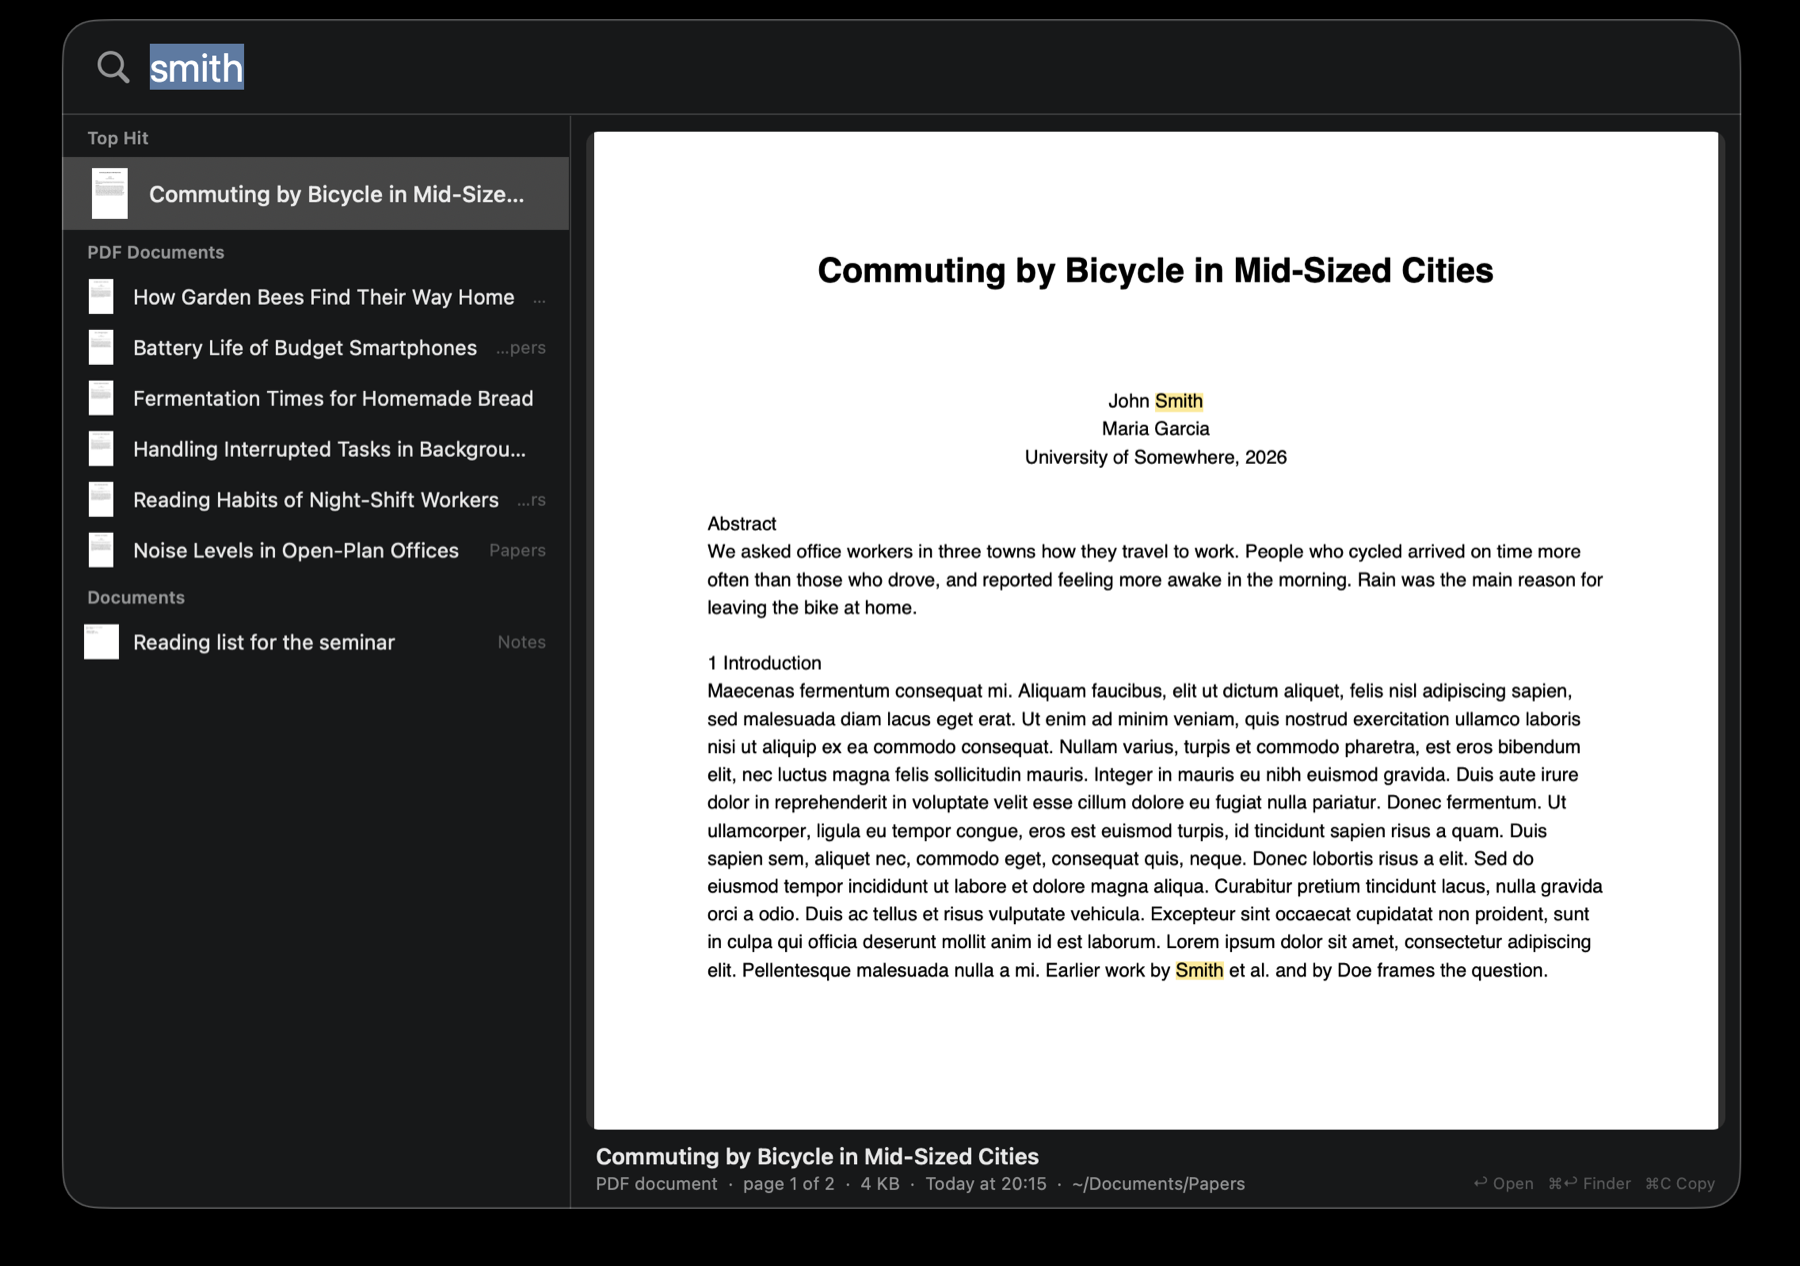 smith
Top Hit
Commuting by Bicycle in Mid-Size...
PDF Documents
How Garden Bees Find Their Way Home ...
Battery Life of Budget Smartphones ...pers
Fermentation Times for Homemade Bread
Handling Interrupted Tasks in Backgrou...
Reading Habits of Night-Shift Workers ...rs
Noise Levels in Open-Plan Offices Papers
Documents
Reading list for the seminar Notes
Commuting by Bicycle in Mid-Sized Cities
John Smith
Maria Garcia
University of Somewhere, 2026
Abstract
We asked office workers in three towns how they travel to work. People who cycled arrived on time more
often than those who drove, and reported feeling more awake in the morning. Rain was the main reason for
leaving the bike at home.
1 Introduction
Maecenas fermentum consequat mi. Aliquam faucibus, elit ut dictum aliquet, felis nisl adipiscing sapien,
sed malesuada diam lacus eget erat. Ut enim ad minim veniam, quis nostrud exercitation ullamco laboris
nisi ut aliquip ex ea commodo consequat. Nullam varius, turpis et commodo pharetra, est eros bibendum
elit, nec luctus magna felis sollicitudin mauris. Integer in mauris eu nibh euismod gravida. Duis aute irure
dolor in reprehenderit in voluptate velit esse cillum dolore eu fugiat nulla pariatur. Donec fermentum. Ut
ullamcorper, ligula eu tempor congue, eros est euismod turpis, id tincidunt sapien risus a quam. Duis
sapien sem, aliquet nec, commodo eget, consequat quis, neque. Donec lobortis risus a elit. Sed do
eiusmod tempor incididunt ut labore et dolore magna aliqua. Curabitur pretium tincidunt lacus, nulla gravida
orci a odio. Duis ac tellus et risus vulputate vehicula. Excepteur sint occaecat cupidatat non proident, sunt
in culpa qui officia deserunt mollit anim id est laborum. Lorem ipsum dolor sit amet, consectetur adipiscing
elit. Pellentesque malesuada nulla a mi. Earlier work by Smith et al. and by Doe frames the question.
Commuting by Bicycle in Mid-Sized Cities
PDF document · page 1 of 2 · 4 KB · Today at 20:15 · ~/Documents/Papers
↩ Open ⌘↩ Finder ⌘C Copy